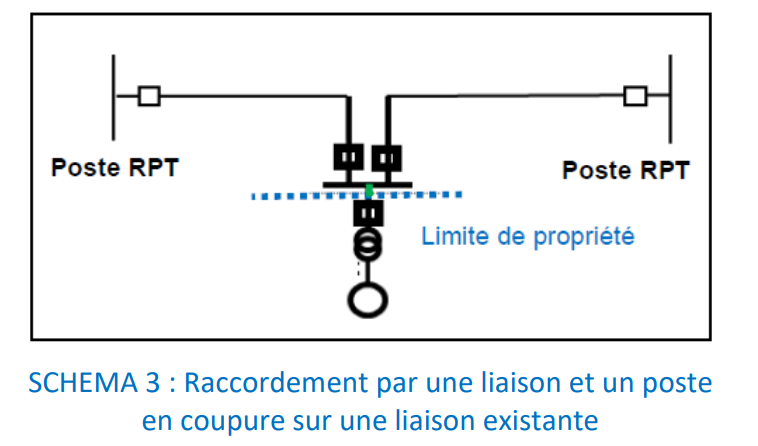 Poste RPT
Poste RPT
Limite de propriété
SCHEMA 3 : Raccordement par une liaison et un poste
en coupure sur une liaison existante